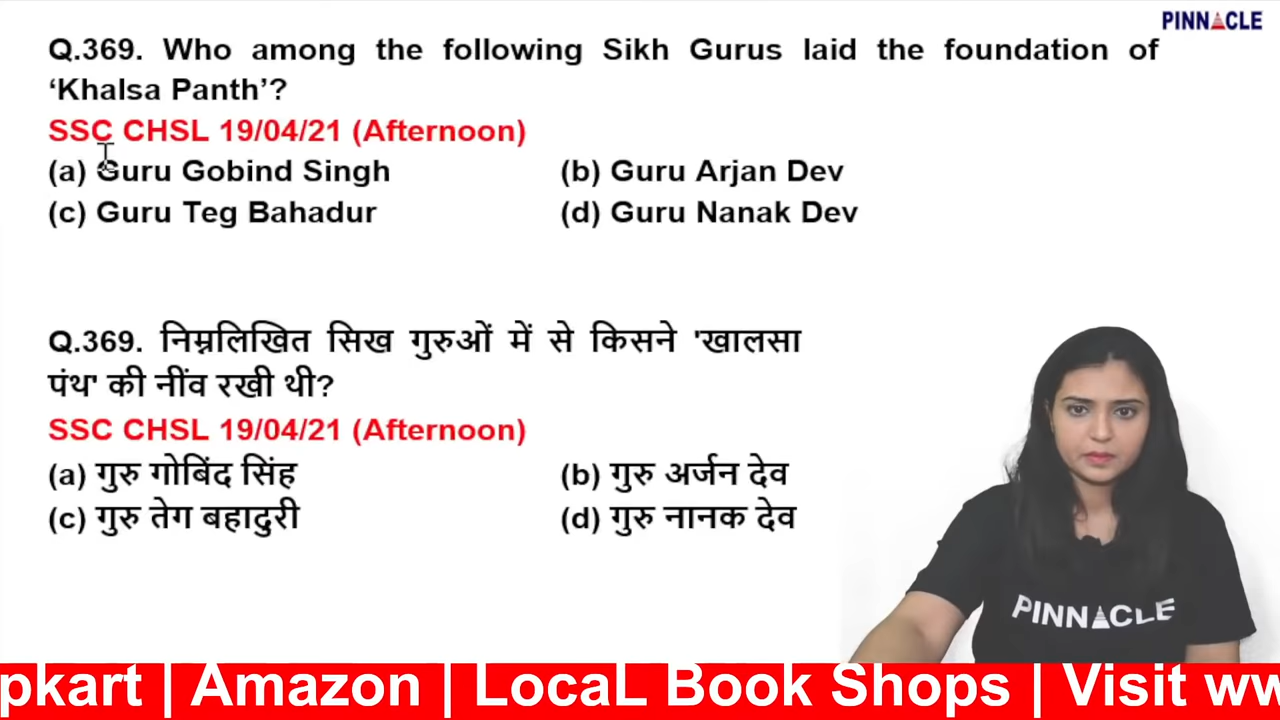 PINNACLE
Q.369. Who among the following Sikh Gurus laid the foundation of
‘Khalsa Panth’?
SSC CHSL 19/04/21 (Afternoon)
(a) Guru Gobind Singh (b) Guru Arjan Dev
(c) Guru Teg Bahadur (d) Guru Nanak Dev
Q.369. निम्नलिखित सिख गुरुओं में से किसने 'खालसा
पंथ' की नींव रखी थी?
SSC CHSL 19/04/21 (Afternoon)
(a) गुरु गोबिंद सिंह (b) गुरु अर्जन देव
(c) गुरु तेग बहादुरी (d) गुरु नानक देव
PINNACLE
pkart | Amazon | LocaL Book Shops | Visit ww